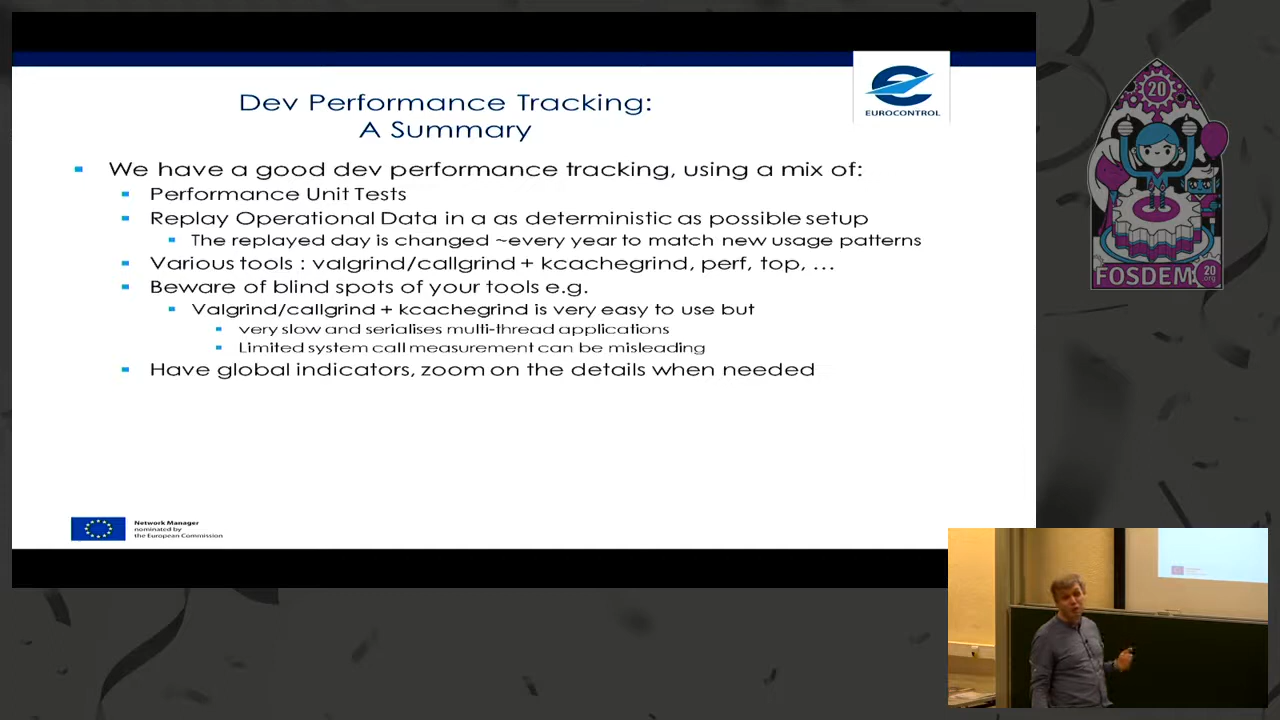 Dev Performance Tracking:
A Summary
EUROCONTROL
We have a good dev performance tracking, using a mix of:
Performance Unit Tests
Replay Operational Data in a as deterministic as possible setup
The replayed day is changed ~every year to match new usage patterns
Various tools : valgrind/callgrind + kcachegrind, perf, top, …
Beware of blind spots of your tools e.g.
Valgrind/callgrind + kcachegrind is very easy to use but
very slow and serialises multi-thread applications
Limited system call measurement can be misleading
Have global indicators, zoom on the details when needed
Network Manager
nominated by
the European Commission
20
FOSDEM
20
.org